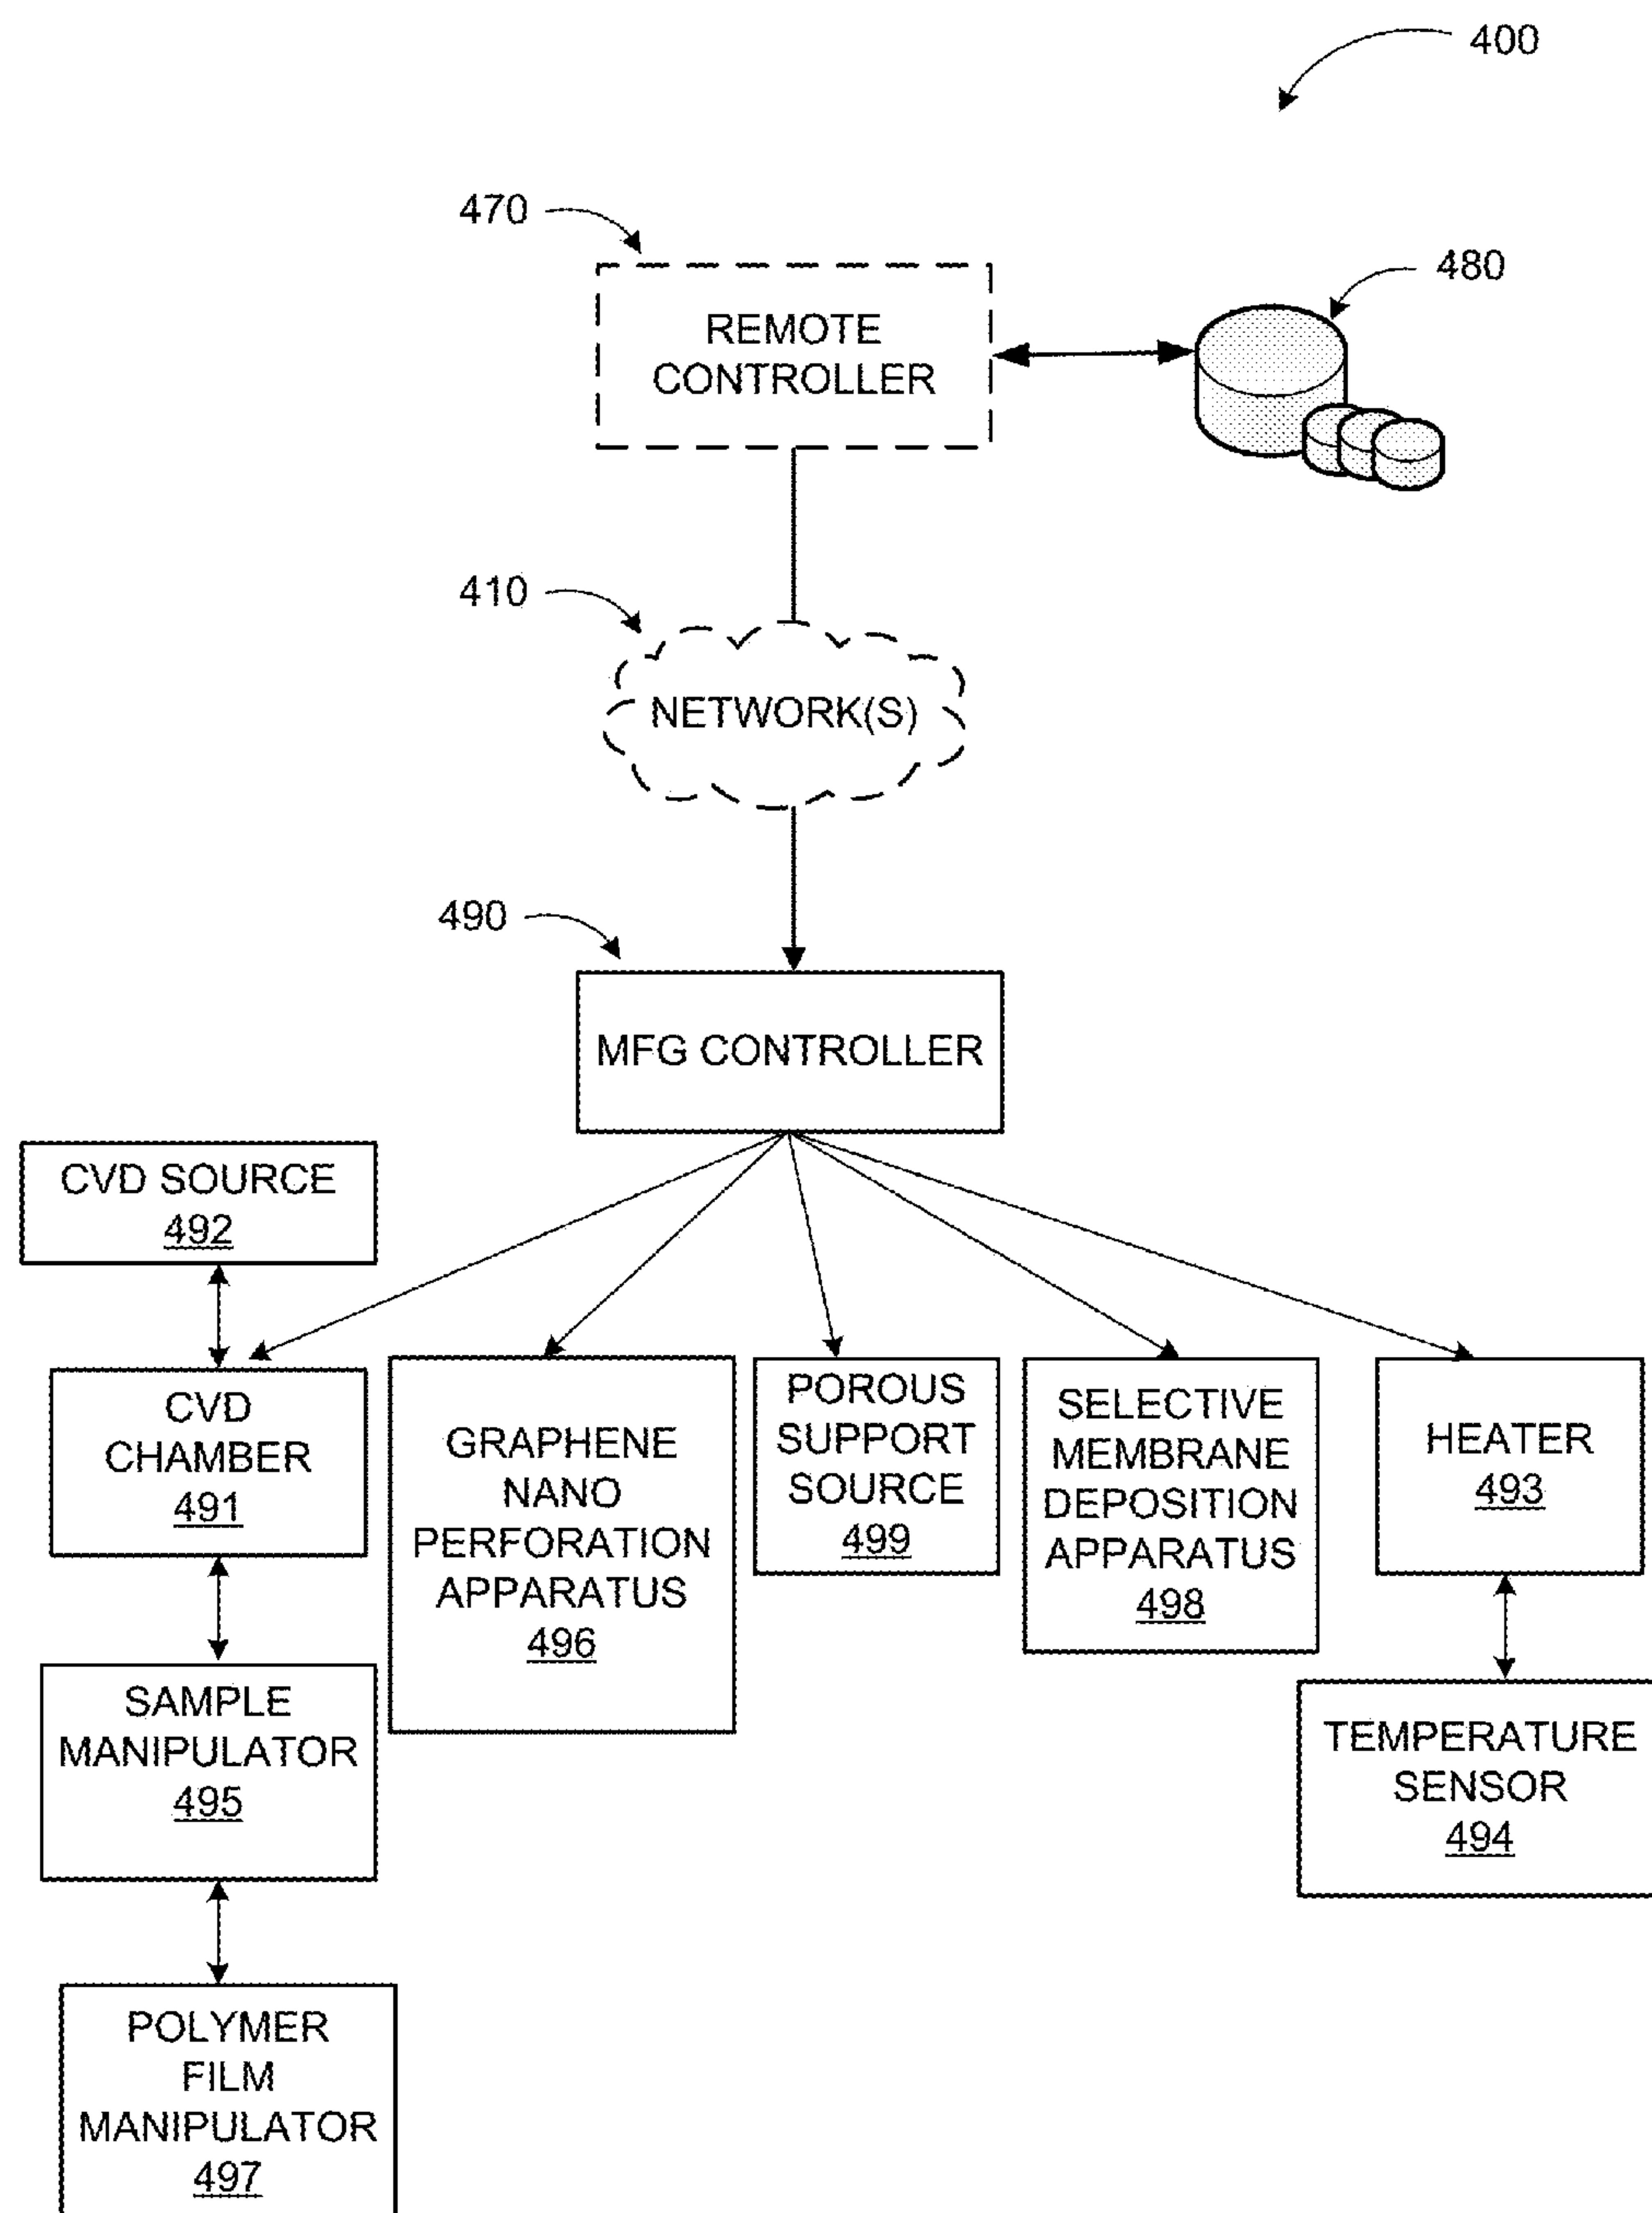 400
470
480
REMOTE
CONTROLLER
410
NETWORK(S)
490
MFG CONTROLLER
CVD SOURCE
492
CVD
CHAMBER
491
GRAPHENE
NANO
PERFORATION
APPARATUS
496
POROUS
SUPPORT
SOURCE
499
SELECTIVE
MEMBRANE
DEPOSITION
APPARATUS
498
HEATER
493
SAMPLE
MANIPULATOR
495
TEMPERATURE
SENSOR
494
POLYMER
FILM
MANIPULATOR
497